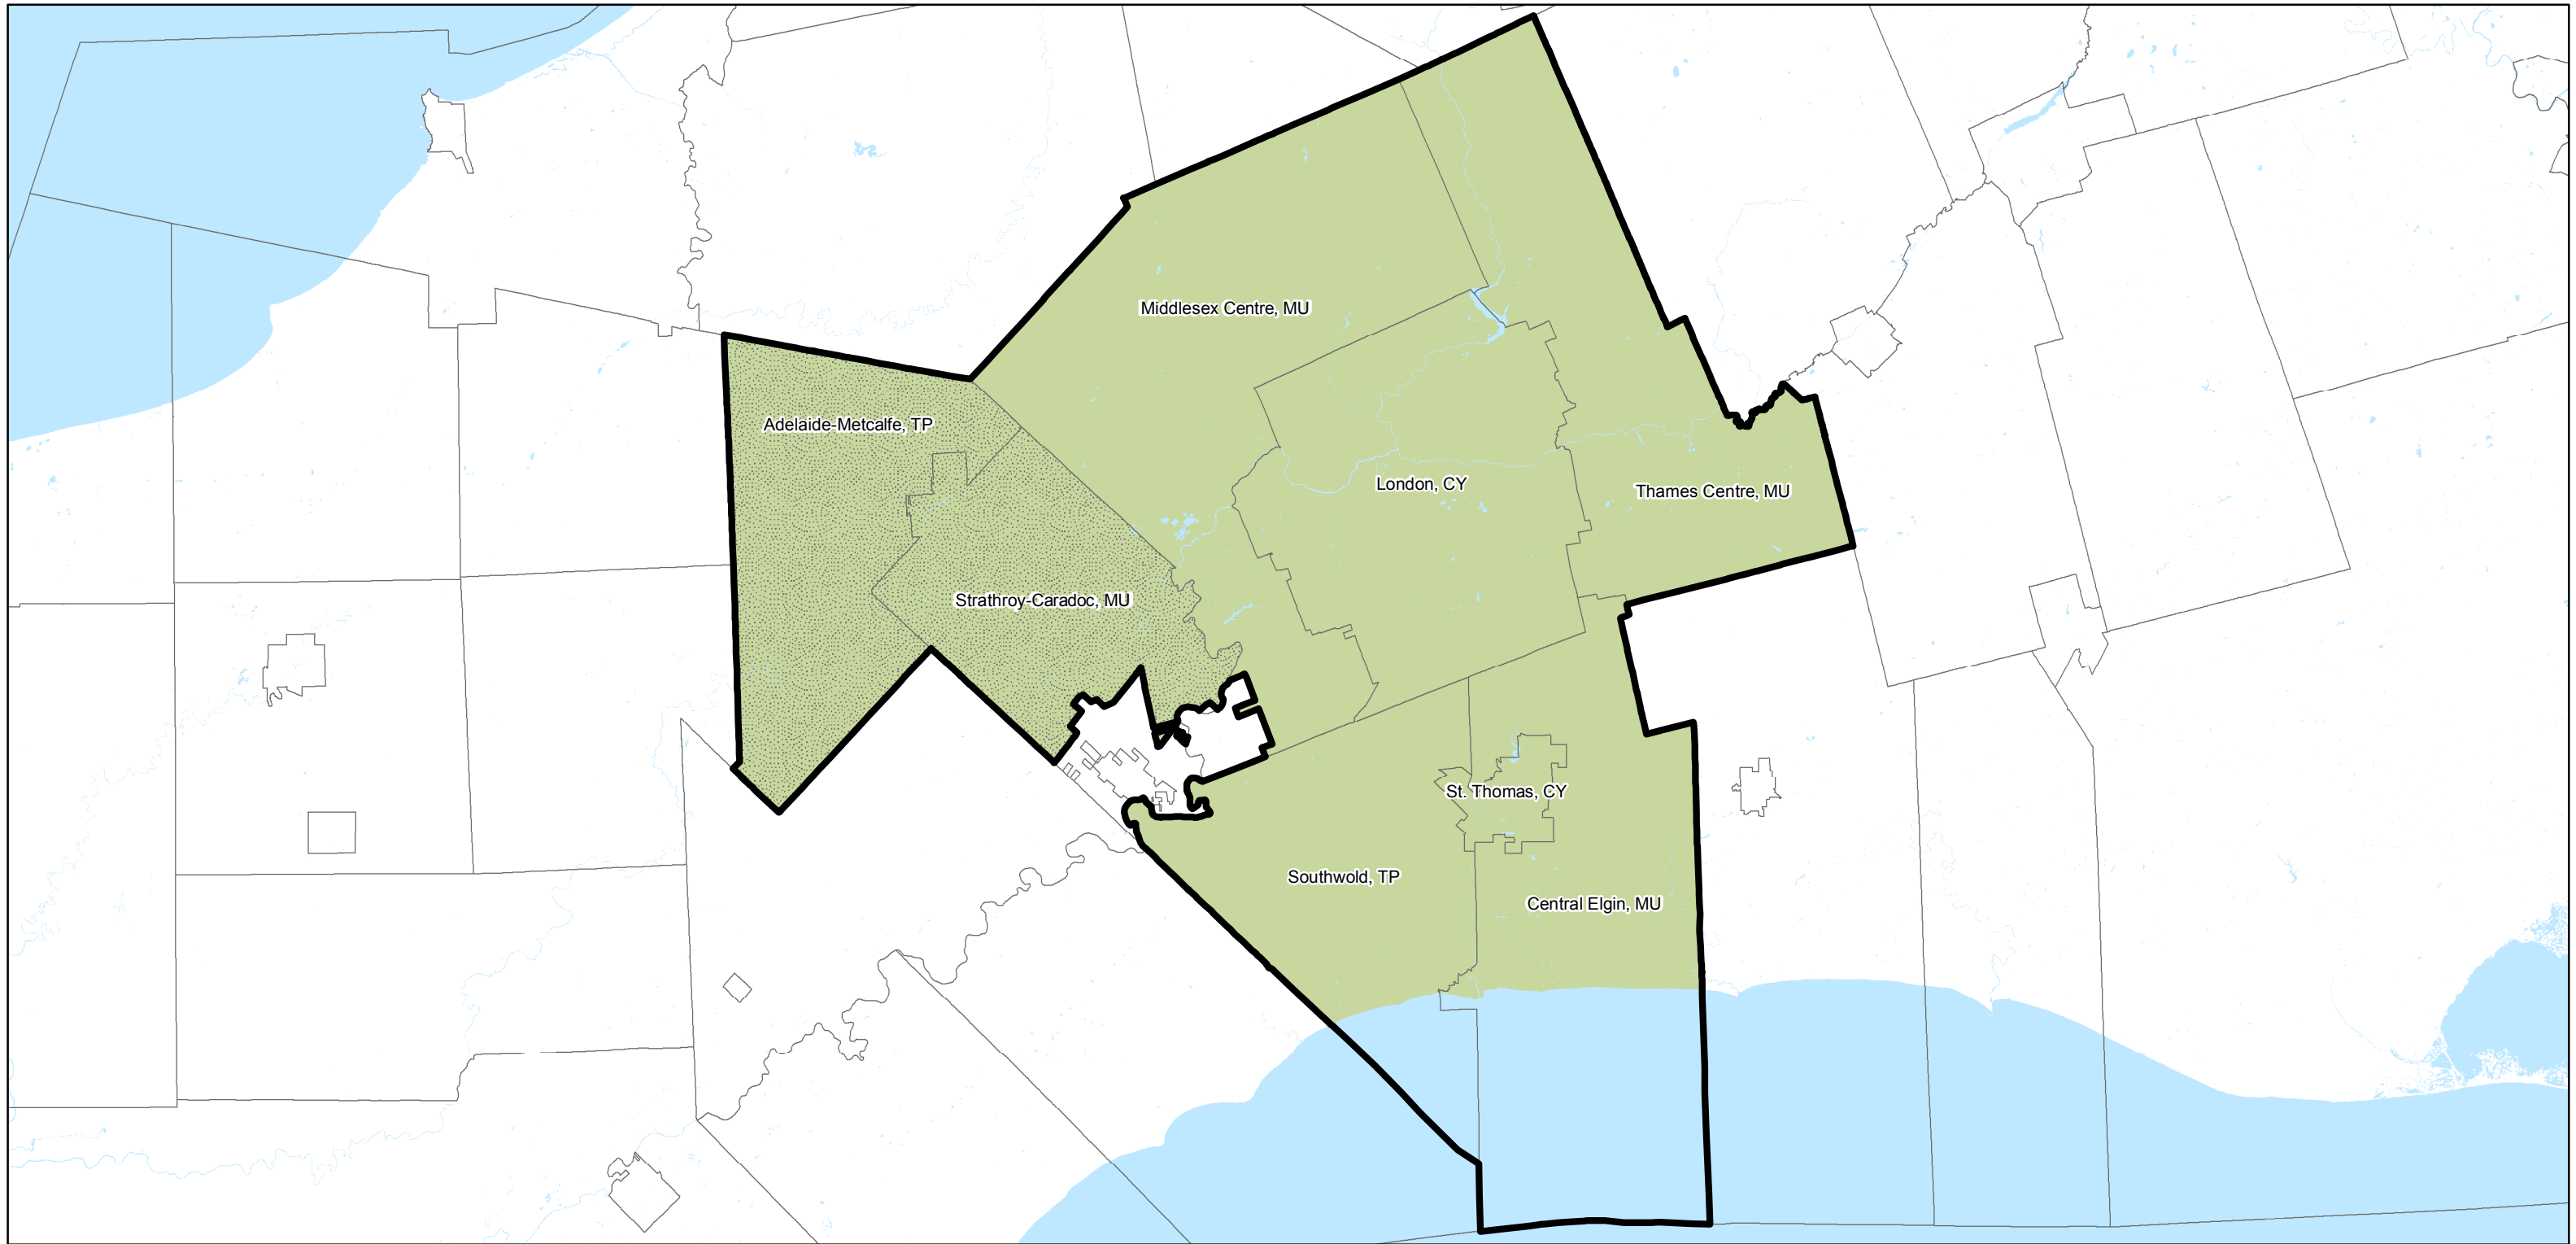 Middlesex Centre, MU
Adelaide-Metcalfe, TP
London, CY
Thames Centre, MU
Strathroy-Caradoc, MU
St. Thomas, CY
Southwold, TP
Central Elgin, MU